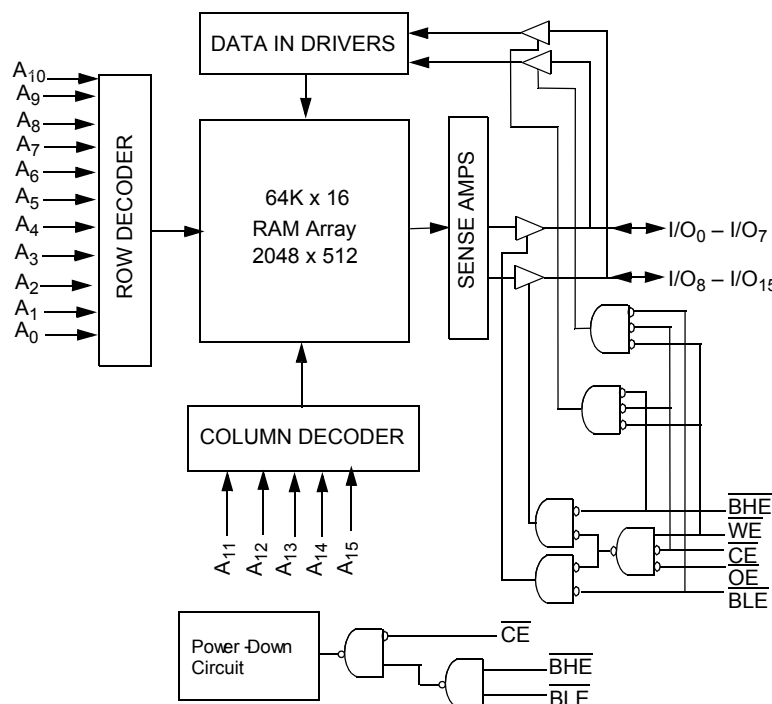 DATA IN DRIVERS
A10
A9
A8
A7
A6
A5
A4
A3
A2
A1
A0
ROW DECODER
64K x 16
RAM Array
2048 x 512
SENSE AMPS
I/O0 – I/O7
I/O8 – I/O15
COLUMN DECODER
A11
A12
A13
A14
A15
BHE
WE
CE
OE
BLE
Power -Down
Circuit
CE
BHE
BLE